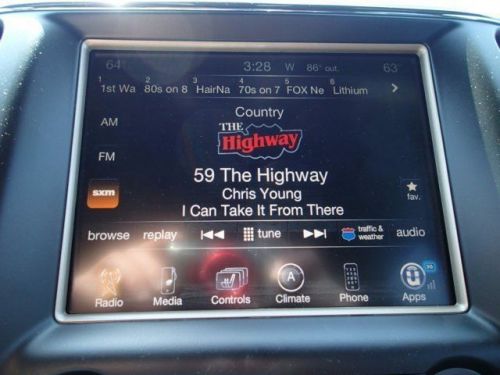 64° 3:28 W 86° out. 63°
1 2 3 4 5 6
1st Wa 80s on 8 HairNa 70s on 7 FOX Ne Lithium
Country
AM
THE
Highway
FM
59 The Highway
sxm
Chris Young
fav.
I Can Take It From There
browse replay tune traffic & weather audio
A
Radio Media Controls Climate Phone Apps